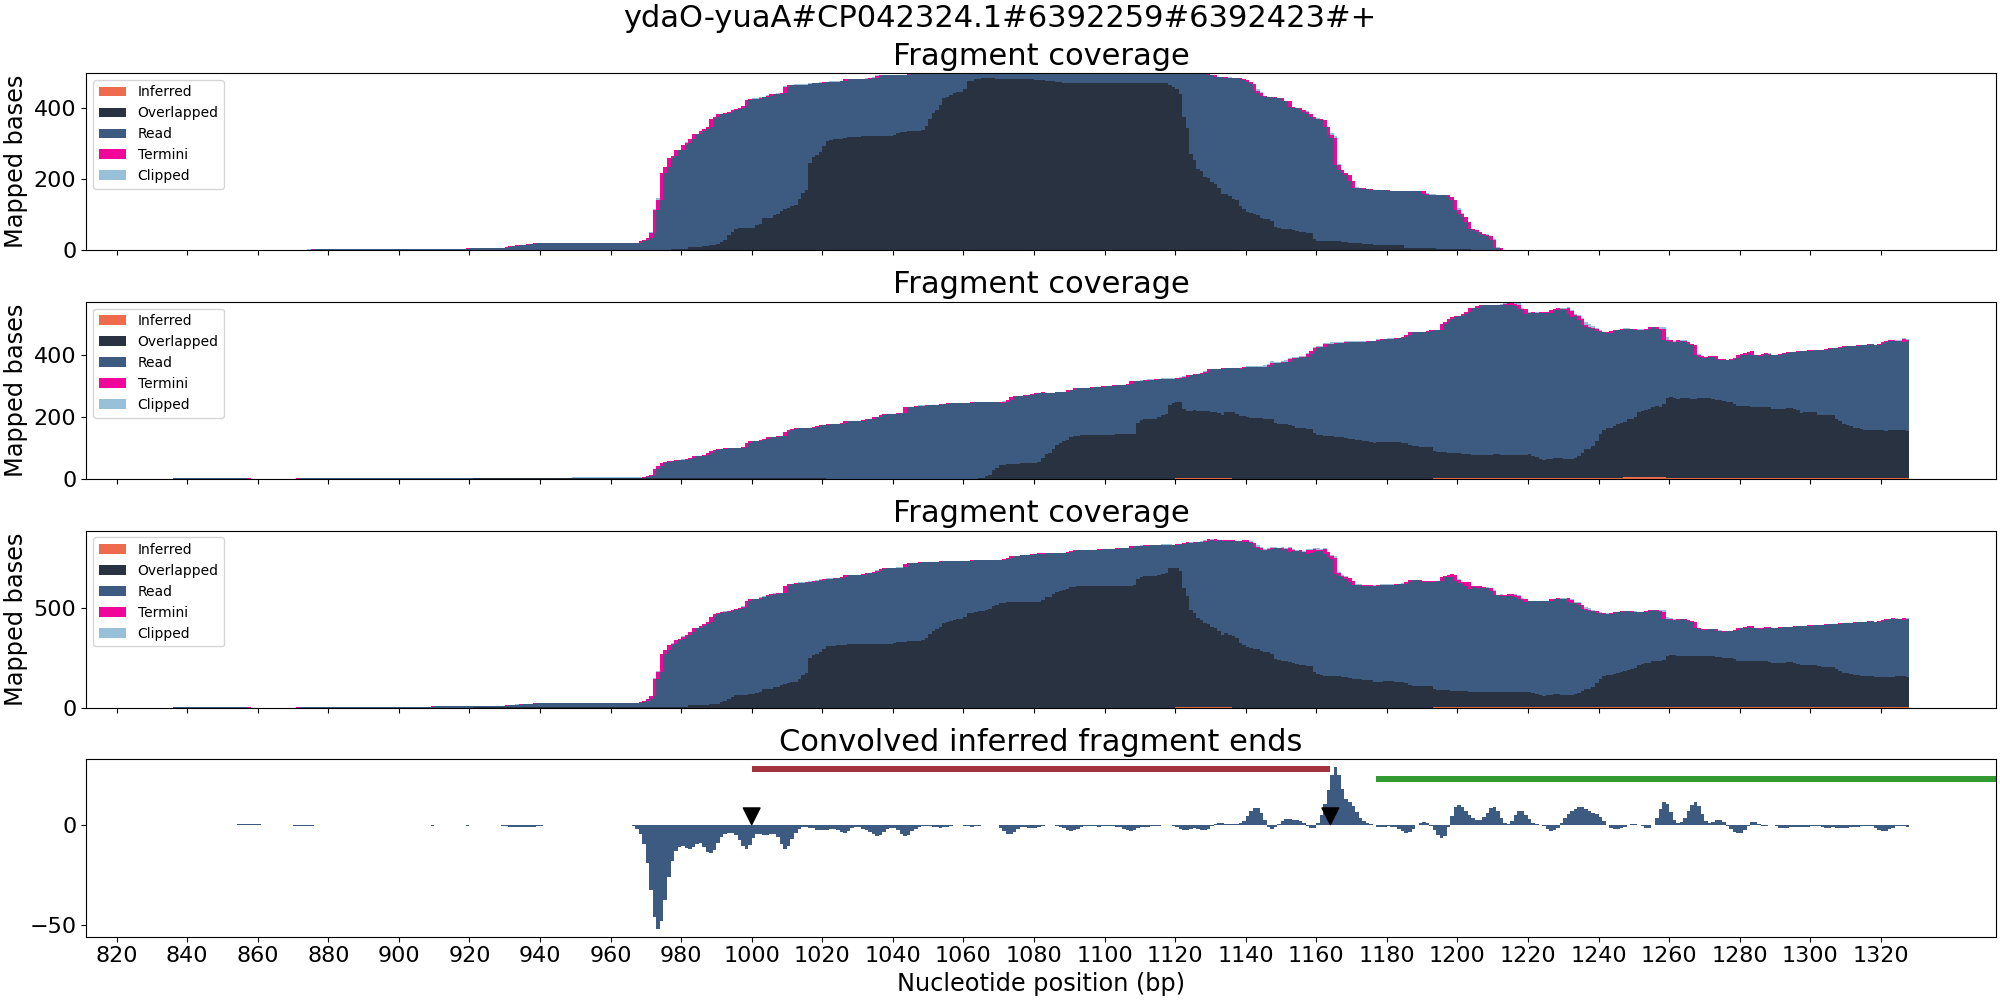 ydaO-yuaA#CP042324.1#6392259#6392423#+
Fragment coverage
Mapped bases
400
200
0
Inferred
Overlapped
Read
Termini
Clipped
Fragment coverage
Mapped bases
400
200
0
Inferred
Overlapped
Read
Termini
Clipped
Fragment coverage
Mapped bases
500
0
Inferred
Overlapped
Read
Termini
Clipped
Convolved inferred fragment ends
0
−50
820 840 860 880 900 920 940 960 980 1000 1020 1040 1060 1080 1100 1120 1140 1160 1180 1200 1220 1240 1260 1280 1300 1320
Nucleotide position (bp)